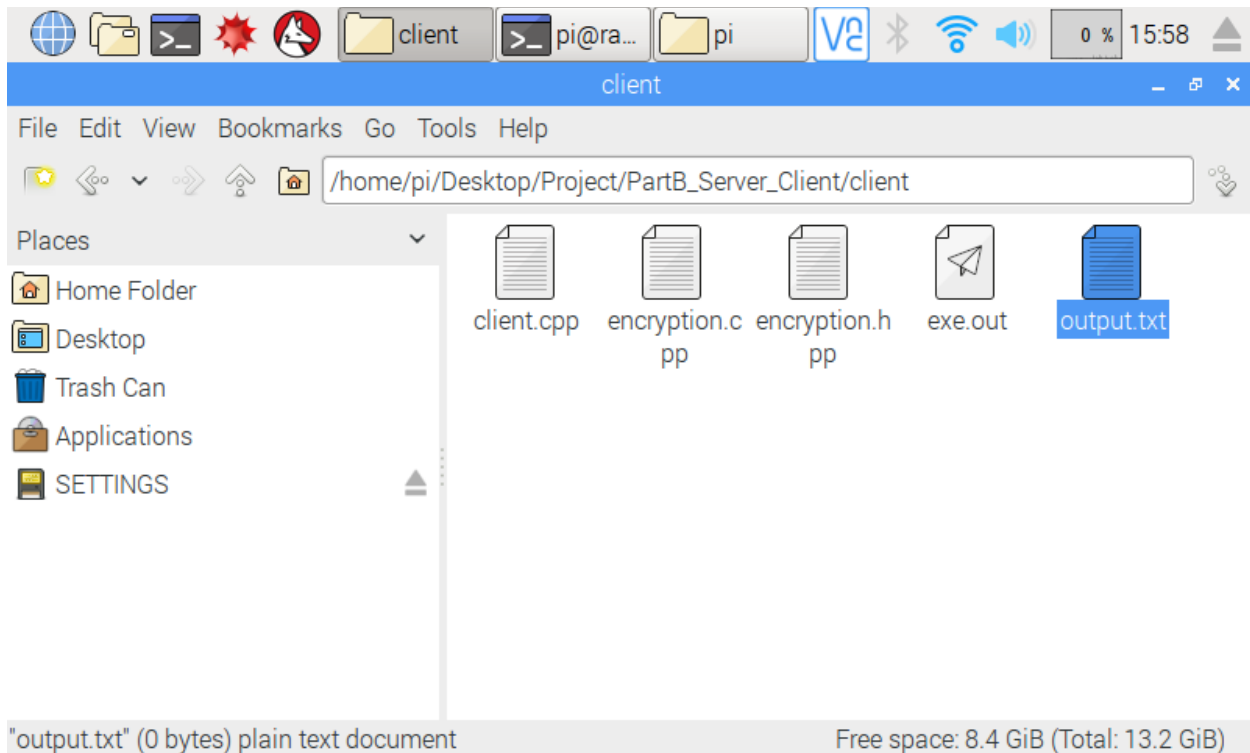 client pi@ra... pi 0 % 15:58
client
File Edit View Bookmarks Go Tools Help
/home/pi/Desktop/Project/PartB_Server_Client/client
Places
Home Folder
Desktop
Trash Can
Applications
SETTINGS
client.cpp encryption.c encryption.h exe.out output.txt
pp pp
"output.txt" (0 bytes) plain text document Free space: 8.4 GiB (Total: 13.2 GiB)